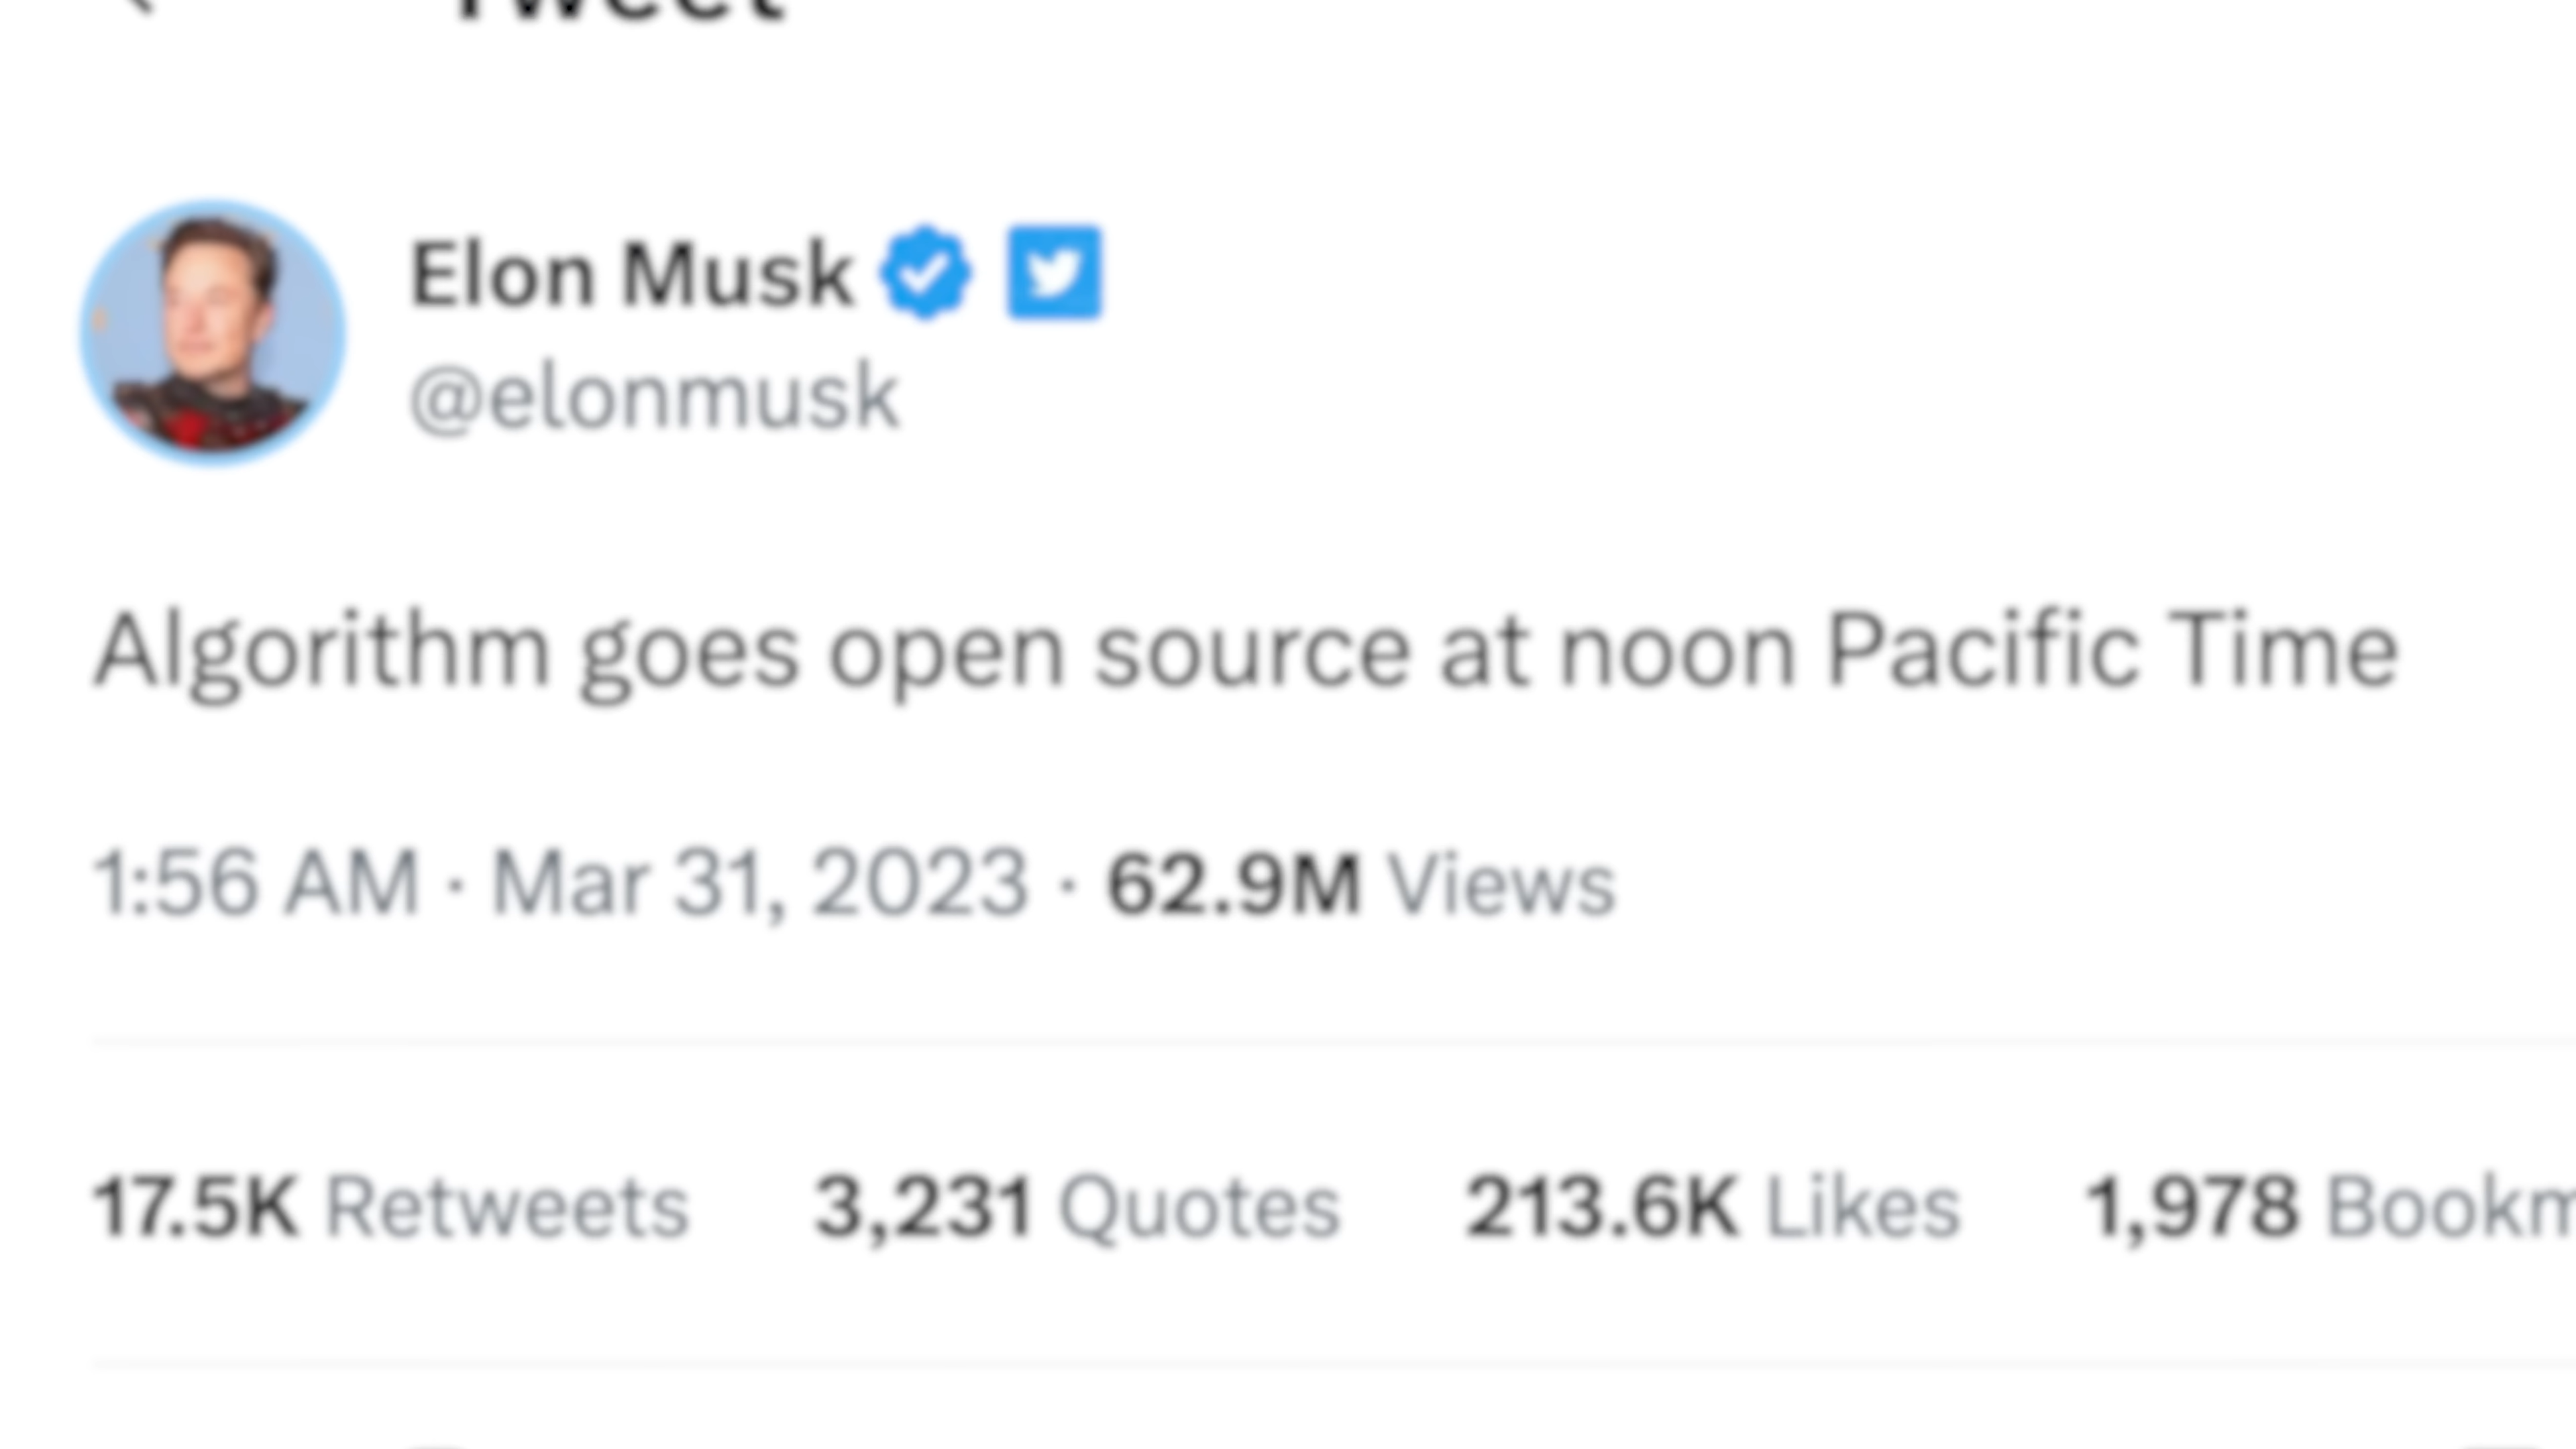 Tweet
Elon Musk
@elonmusk
Algorithm goes open source at noon Pacific Time
1:56 AM · Mar 31, 2023 · 62.9M Views
17.5K Retweets 3,231 Quotes 213.6K Likes 1,978 Bookm